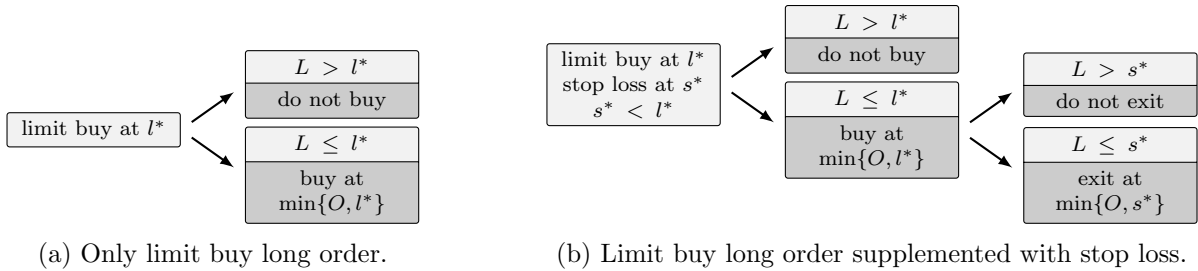 limit buy at l*
L > l*
do not buy
L ≤ l*
buy at
min{O, l*}
(a) Only limit buy long order.
limit buy at l*
stop loss at s*
s* < l*
L > l*
do not buy
L ≤ l*
buy at
min{O, l*}
L > s*
do not exit
L ≤ s*
exit at
min{O, s*}
(b) Limit buy long order supplemented with stop loss.